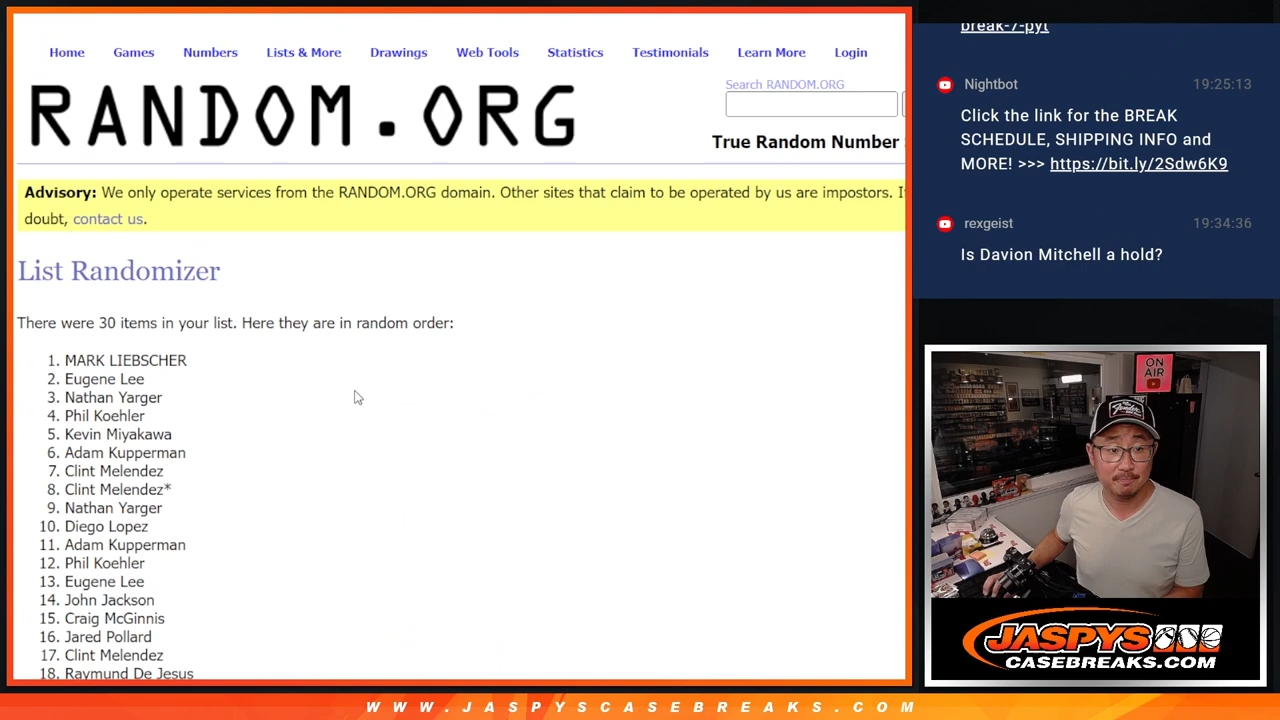 Home Games Numbers Lists & More Drawings Web Tools Statistics Testimonials Learn More Login
RANDOM.ORG
Search RANDOM.ORG
True Random Number
Advisory: We only operate services from the RANDOM.ORG domain. Other sites that claim to be operated by us are impostors. I
doubt, contact us.
List Randomizer
There were 30 items in your list. Here they are in random order:
1. MARK LIEBSCHER
2. Eugene Lee
3. Nathan Yarger
4. Phil Koehler
5. Kevin Miyakawa
6. Adam Kupperman
7. Clint Melendez
8. Clint Melendez*
9. Nathan Yarger
10. Diego Lopez
11. Adam Kupperman
12. Phil Koehler
13. Eugene Lee
14. John Jackson
15. Craig McGinnis
16. Jared Pollard
17. Clint Melendez
18. Raymund De Jesus
break-7-pyt
Nightbot 19:25:13
Click the link for the BREAK
SCHEDULE, SHIPPING INFO and
MORE! >>> https://bit.ly/2Sdw6K9
rexgeist 19:34:36
Is Davion Mitchell a hold?
ON
AIR
JASPYS
CASEBREAKS.COM
WWW.JASPYSCASEBREAKS.COM